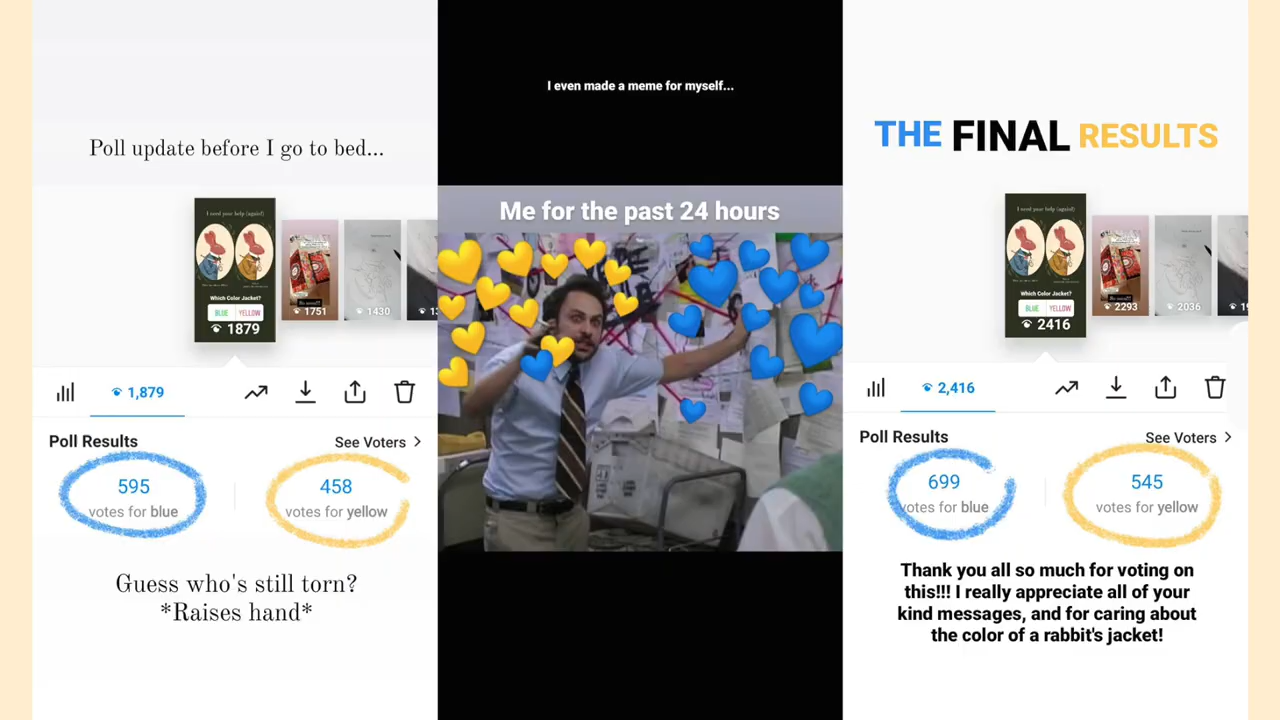 Poll update before I go to bed...
I need your help (again!)
Which Color Jacket?
BLUE YELLOW
1879
1751
1430
1,879
Poll Results
See Voters
595
votes for blue
458
votes for yellow
Guess who's still torn?
*Raises hand*
I even made a meme for myself...
Me for the past 24 hours
THE FINAL RESULTS
I need your help (again!)
Which Color Jacket?
BLUE YELLOW
2416
2293
2036
2,416
Poll Results
See Voters
699
votes for blue
545
votes for yellow
Thank you all so much for voting on
this!!! I really appreciate all of your
kind messages, and for caring about
the color of a rabbit's jacket!